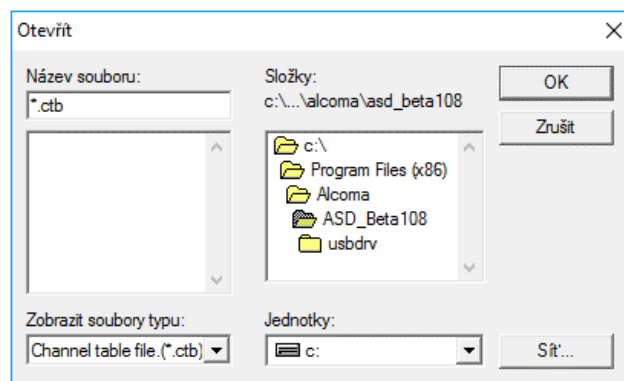 Otevřít
Název souboru:
*.ctb
Složky:
c:\...\alcoma\asd_beta108
OK
Zrušit
c:\
Program Files (x86)
Alcoma
ASD_Beta108
usbdrv
Zobrazit soubory typu:
Channel table file.(*.ctb)
Jednotky:
c:
Síť...